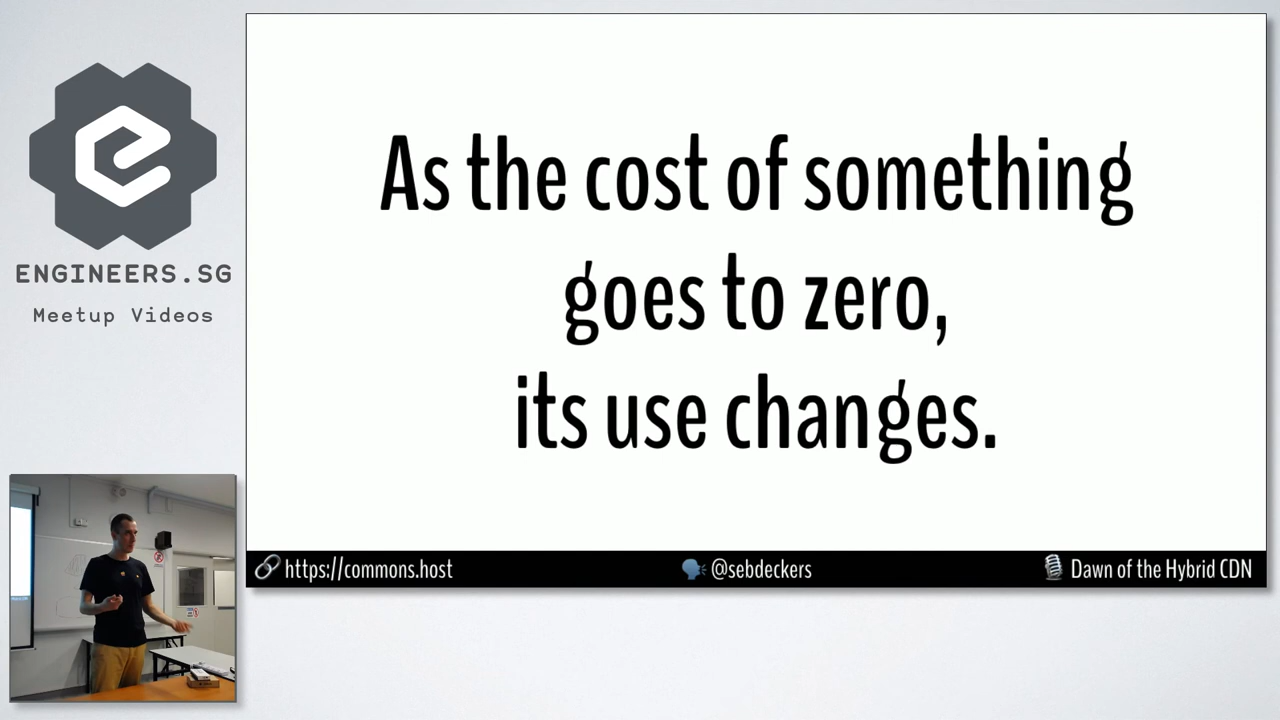 ENGINEERS.SG
Meetup Videos
As the cost of something
goes to zero,
its use changes.
https://commons.host
@sebdeckers
Dawn of the Hybrid CDN